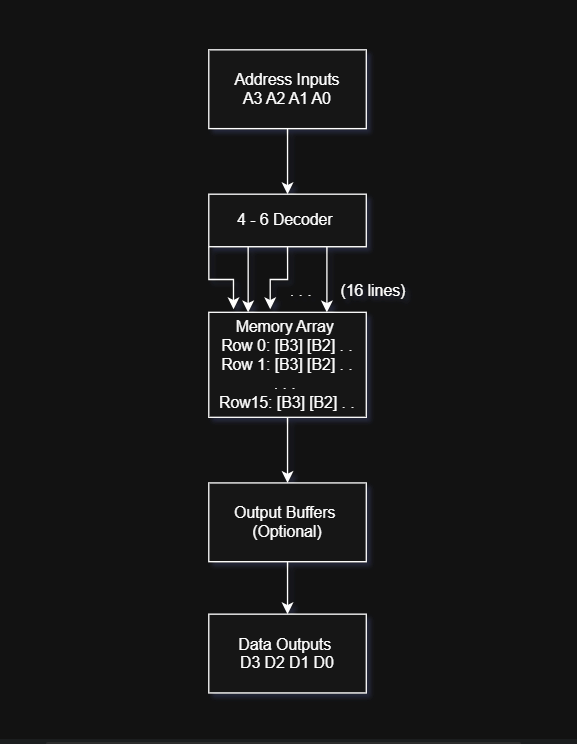 Address Inputs
A3 A2 A1 A0
4 - 6 Decoder
. . .
(16 lines)
Memory Array
Row 0: [B3] [B2] . .
Row 1: [B3] [B2] . .
. . .
Row15: [B3] [B2] . .
Output Buffers
(Optional)
Data Outputs
D3 D2 D1 D0